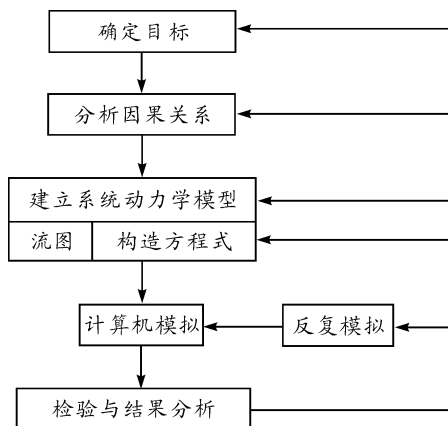 确定目标
分析因果关系
建立系统动力学模型
流图 构造方程式
计算机模拟 反复模拟
检验与结果分析